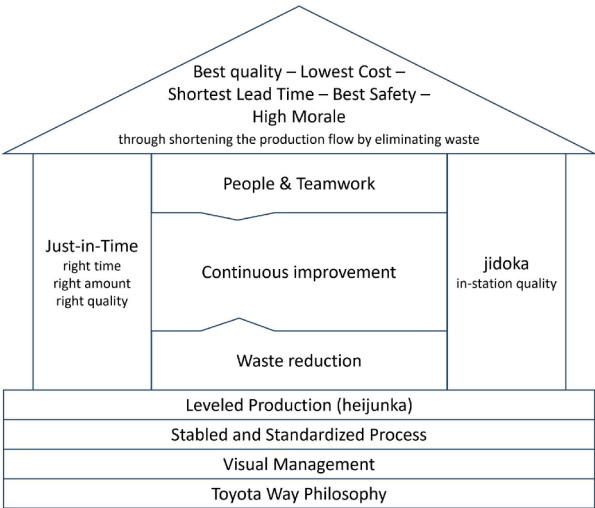 Best quality – Lowest Cost –
Shortest Lead Time – Best Safety –
High Morale
through shortening the production flow by eliminating waste
People & Teamwork
Just-in-Time
right time
right amount
right quality
Continuous improvement
jidoka
in-station quality
Waste reduction
Leveled Production (heijunka)
Stabled and Standardized Process
Visual Management
Toyota Way Philosophy